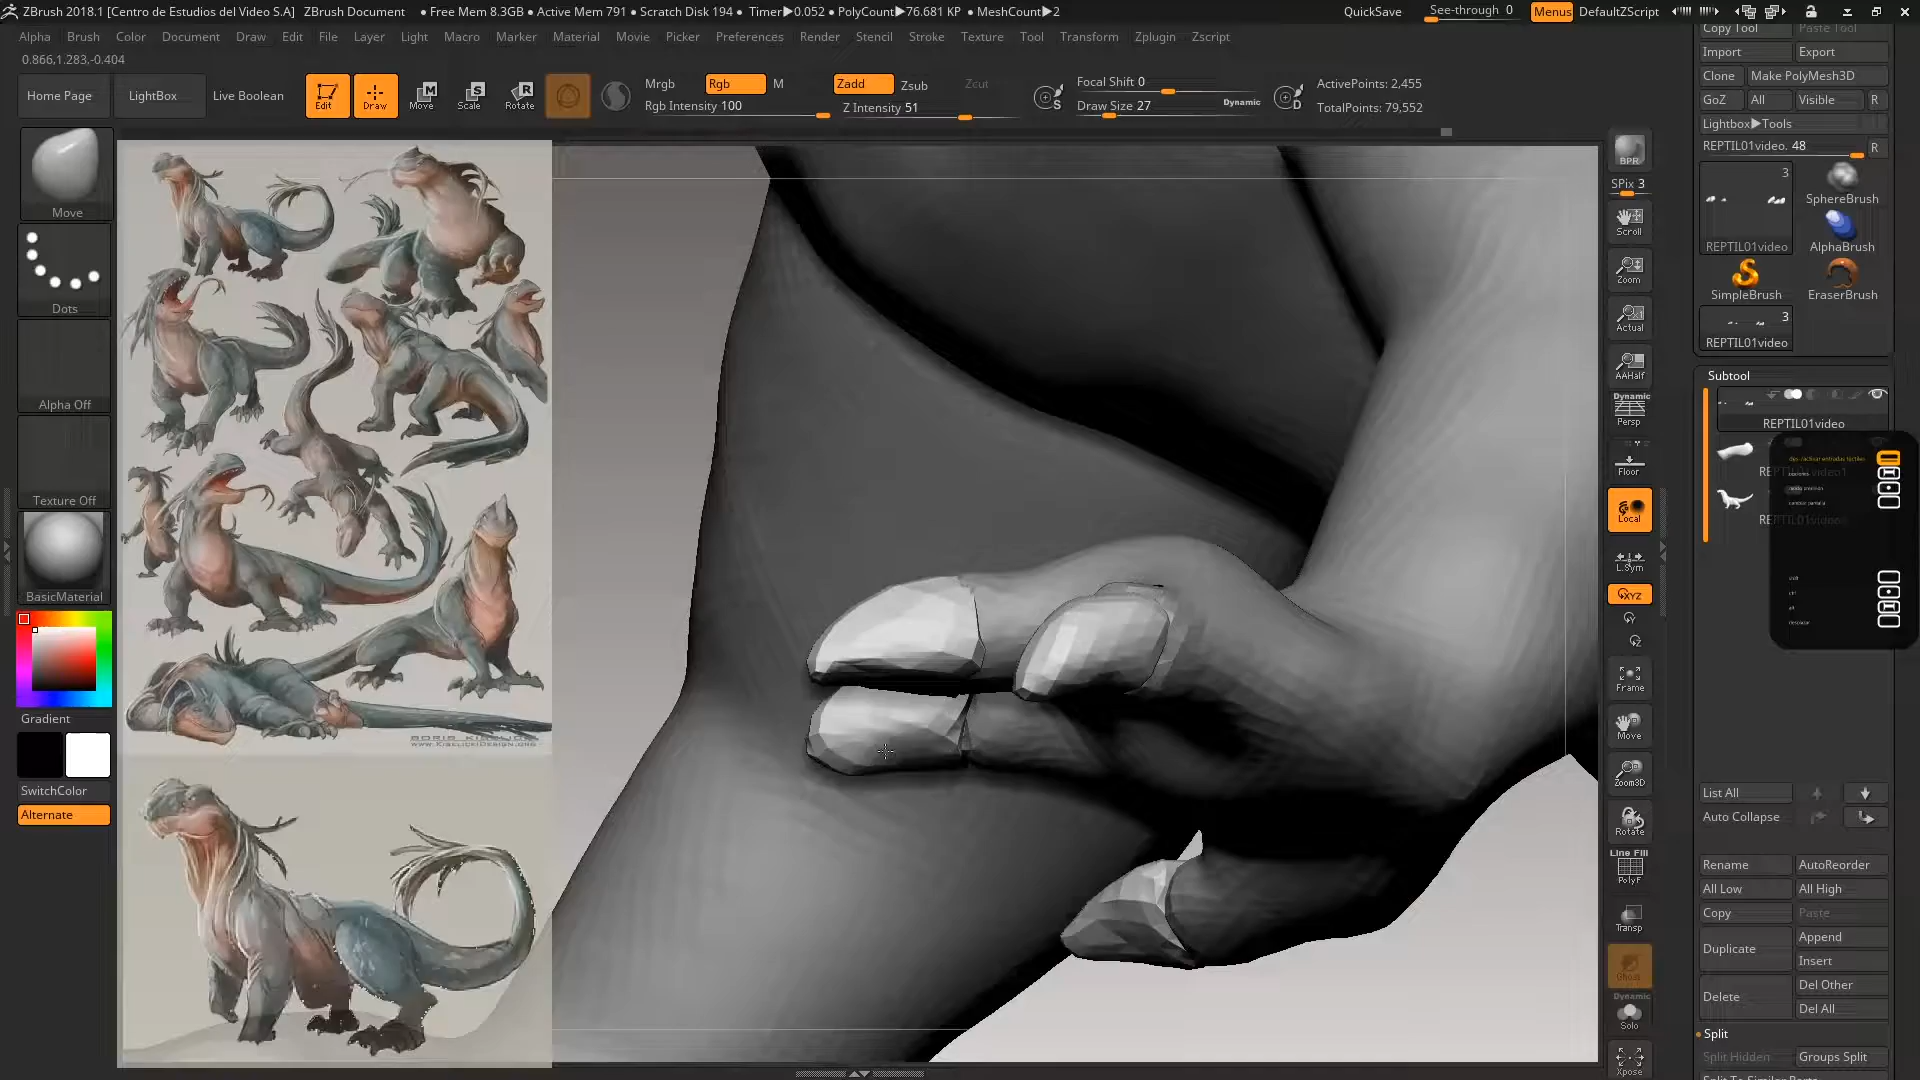 ZBrush 2018.1 [Centro de Estudios del Video S.A] ZBrush Document • Free Mem 8.3GB • Active Mem 791 • Scratch Disk 194 • Timer▶0.052 • PolyCount▶76.681 KP • MeshCount▶2 QuickSave See-through 0 Menus DefaultZScript
Alpha Brush Color Document Draw Edit File Layer Light Macro Marker Material Movie Picker Preferences Render Stencil Stroke Texture Tool Transform Zplugin Zscript
0.866,1.283,-0.404
Home Page LightBox Live Boolean Edit Draw Move Scale Rotate
Mrgb Rgb M
Rgb Intensity 100
Zadd Zsub Zcut
Z Intensity 51
S
Focal Shift 0
Draw Size 27 Dynamic
D
ActivePoints: 2,455
TotalPoints: 79,552
Move
Dots
Alpha Off
Texture Off
BasicMaterial
Gradient
SwitchColor
Alternate
BORIS KISELICKI
WWW.KISELICKIDESIGN.ORG
BPR
SPix 3
Scroll
Zoom
Actual
AAHalf
Dynamic
Persp
Floor
Local
L.Sym
XYZ
Frame
Move
Zoom3D
Rotate
Line Fill
PolyF
Transp
Ghost
Dynamic
Solo
Xpose
Copy Tool Paste Tool
Import Export
Clone Make PolyMesh3D
GoZ All Visible R
Lightbox▶Tools
REPTIL01video. 48 R
3
SphereBrush
REPTIL01video AlphaBrush
SimpleBrush EraserBrush
3
REPTIL01video
Subtool
REPTIL01video
List All
Auto Collapse
Rename AutoReorder
All Low All High
Copy Paste
Duplicate Append
Insert
Delete Del Other
Del All
Split
Split Hidden Groups Split